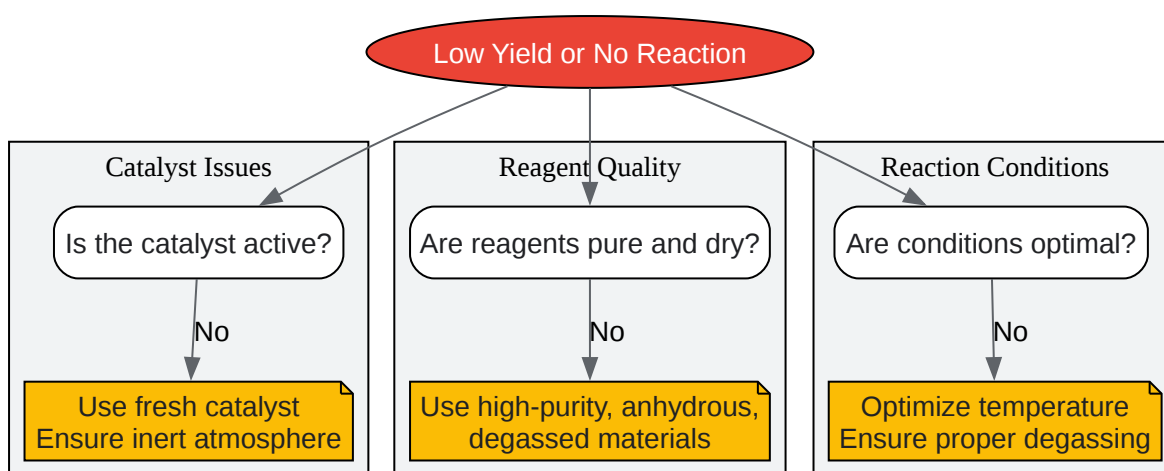 Low Yield or No Reaction
Catalyst Issues
Reagent Quality
Reaction Conditions
Is the catalyst active?
Are reagents pure and dry?
Are conditions optimal?
No
No
No
Use fresh catalyst
Ensure inert atmosphere
Use high-purity, anhydrous,
degassed materials
Optimize temperature
Ensure proper degassing